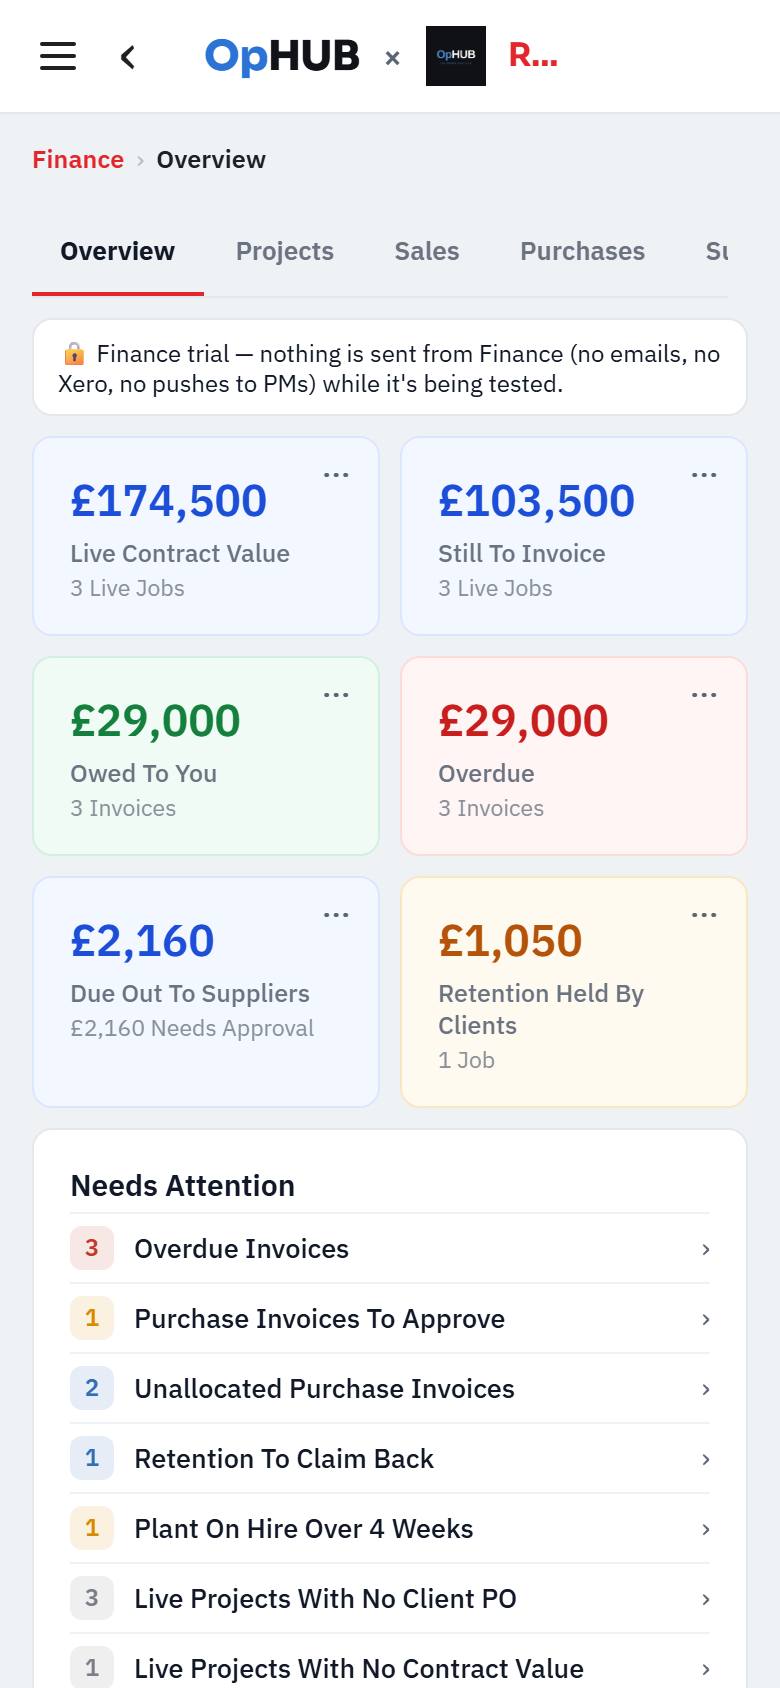 OpHUB × OpHUB R...
Finance › Overview
Overview Projects Sales Purchases
🔒 Finance trial — nothing is sent from Finance (no emails, no
Xero, no pushes to PMs) while it's being tested.
£174,500
Live Contract Value
3 Live Jobs
£103,500
Still To Invoice
3 Live Jobs
£29,000
Owed To You
3 Invoices
£29,000
Overdue
3 Invoices
£2,160
Due Out To Suppliers
£2,160 Needs Approval
£1,050
Retention Held By
Clients
1 Job
Needs Attention
3 Overdue Invoices
1 Purchase Invoices To Approve
2 Unallocated Purchase Invoices
1 Retention To Claim Back
1 Plant On Hire Over 4 Weeks
3 Live Projects With No Client PO
1 Live Projects With No Contract Value